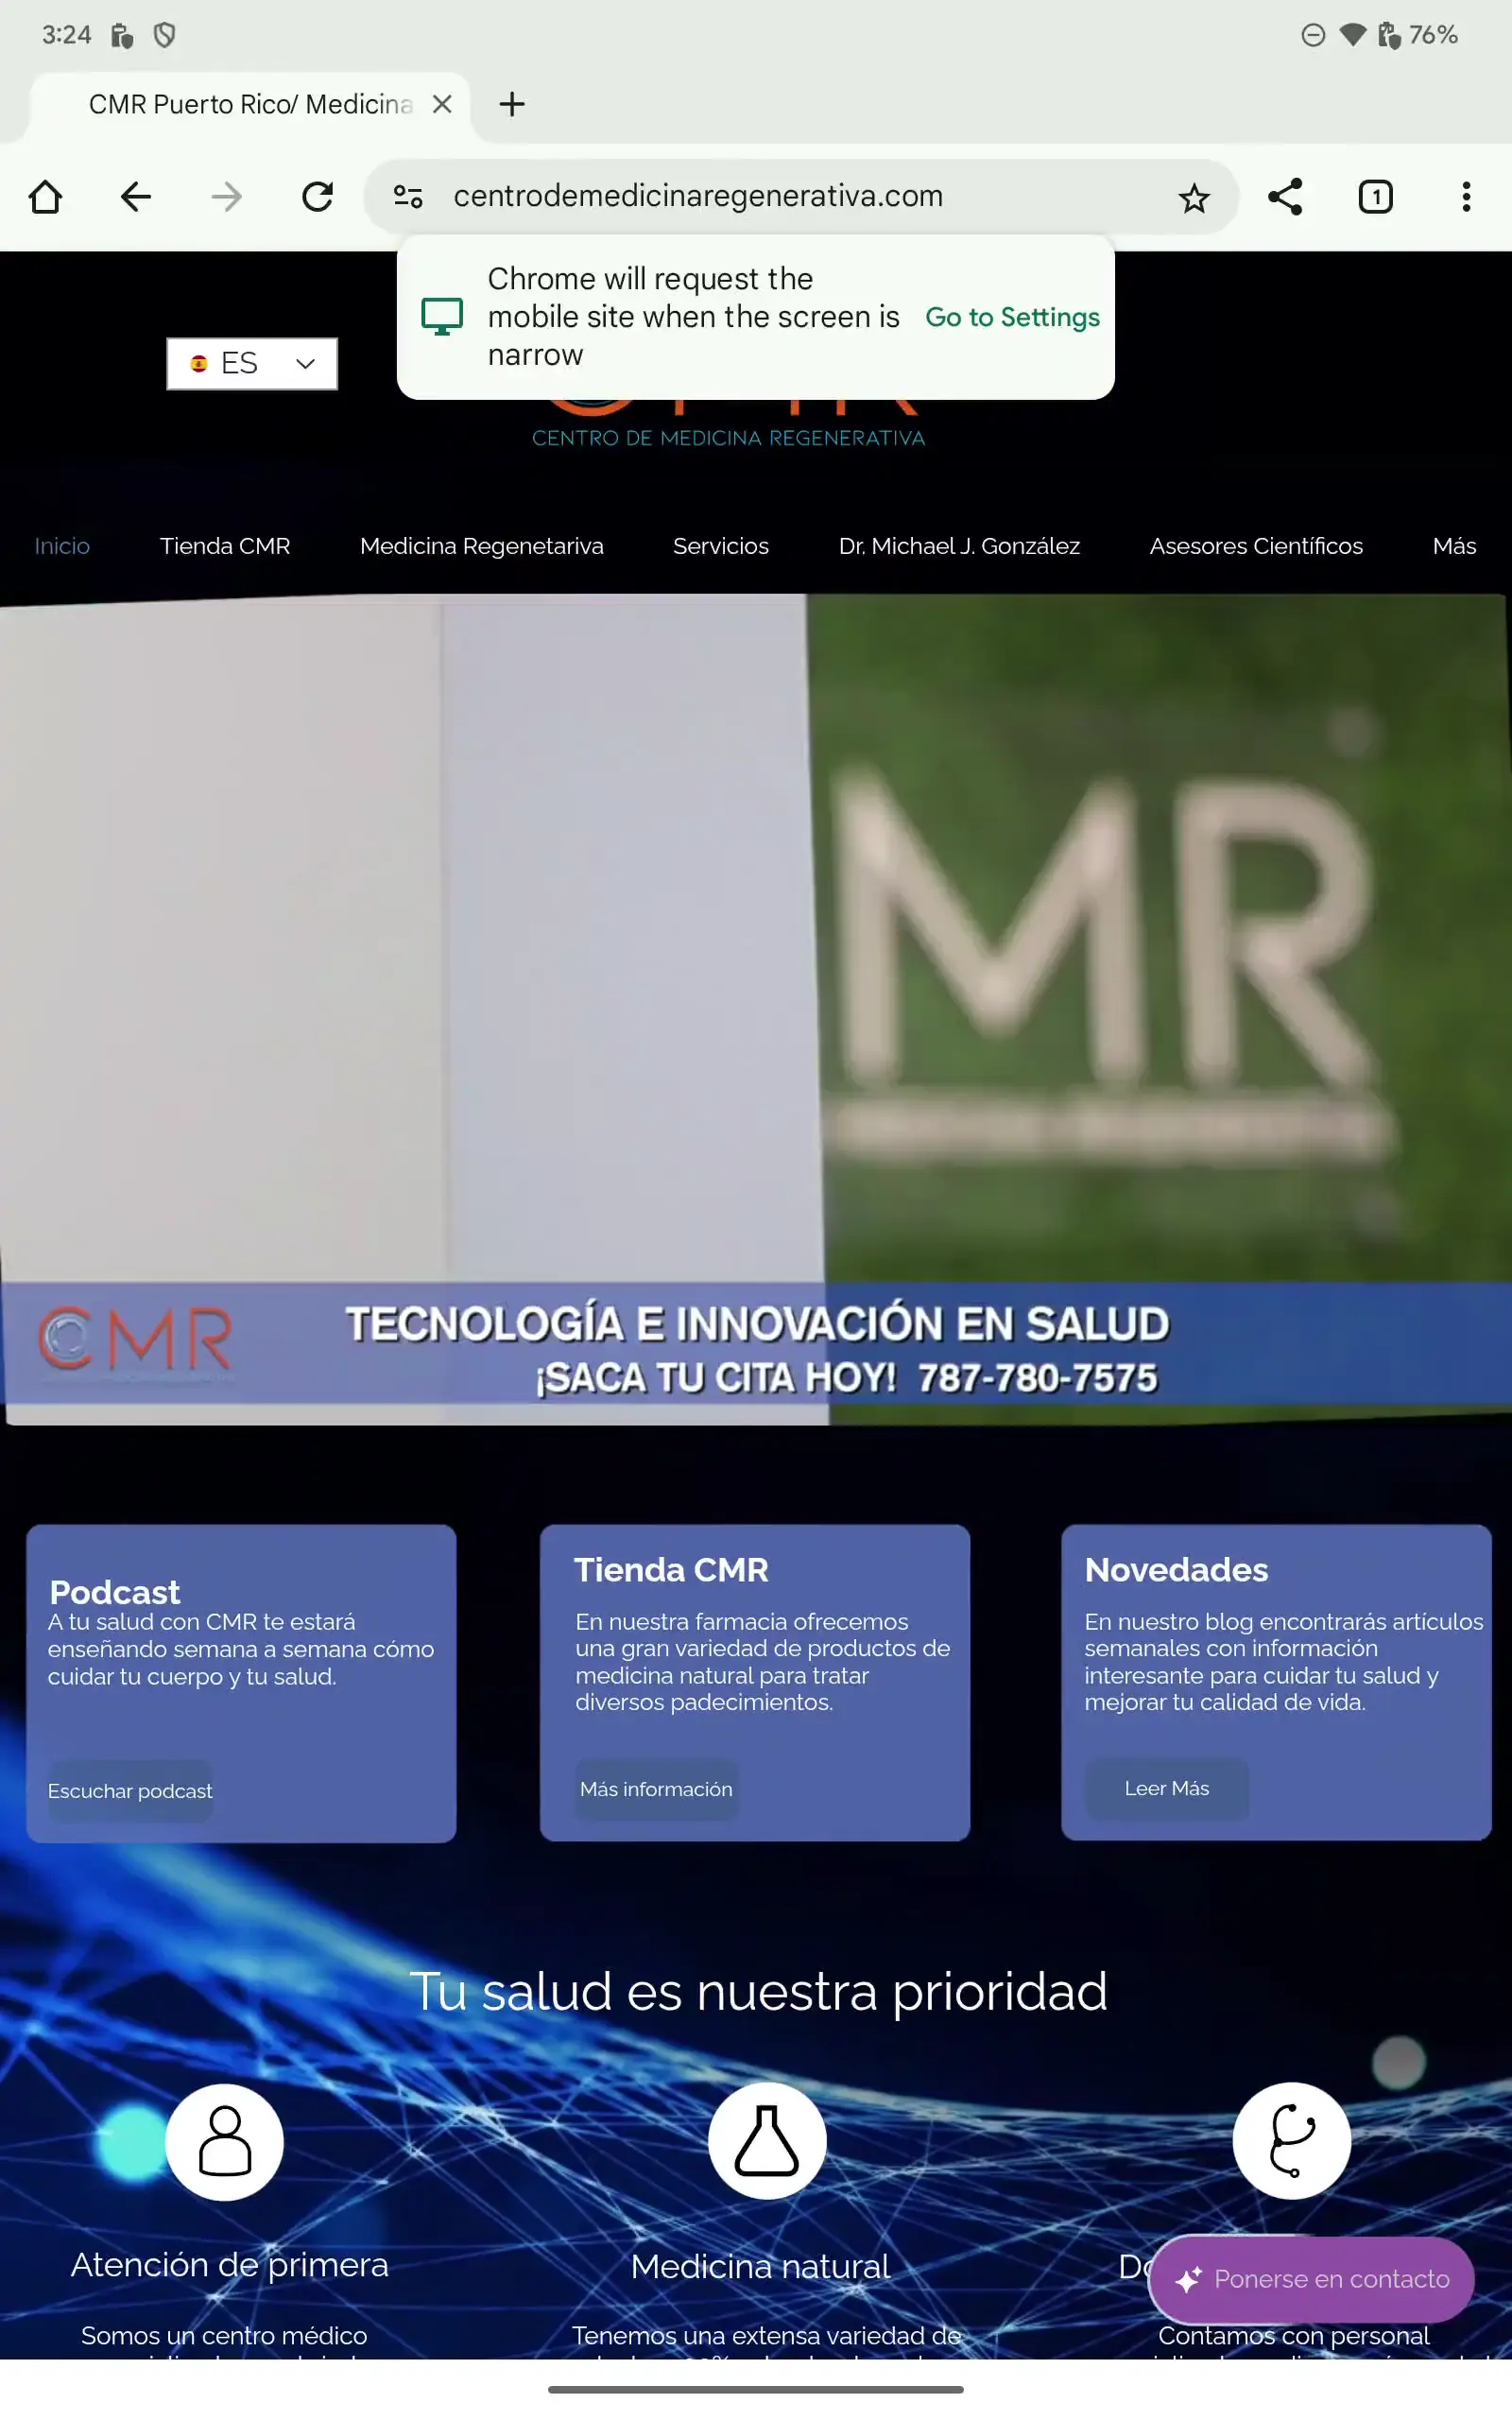 3:24
76%
CMR Puerto Rico/ Medicina
centrodemedicinaregenerativa.com
1
Chrome will request the
mobile site when the screen is
narrow
Go to Settings
ES
CENTRO DE MEDICINA REGENERATIVA
Inicio
Tienda CMR
Medicina Regenetariva
Servicios
Dr. Michael J. González
Asesores Científicos
Más
MR
CMR
TECNOLOGÍA E INNOVACIÓN EN SALUD
¡SACA TU CITA HOY! 787-780-7575
Podcast
A tu salud con CMR te estará
enseñando semana a semana cómo
cuidar tu cuerpo y tu salud.
Escuchar podcast
Tienda CMR
En nuestra farmacia ofrecemos
una gran variedad de productos de
medicina natural para tratar
diversos padecimientos.
Más información
Novedades
En nuestro blog encontrarás artículos
semanales con información
interesante para cuidar tu salud y
mejorar tu calidad de vida.
Leer Más
Tu salud es nuestra prioridad
Atención de primera
Somos un centro médico
Medicina natural
Tenemos una extensa variedad de
Ponerse en contacto
Contamos con personal